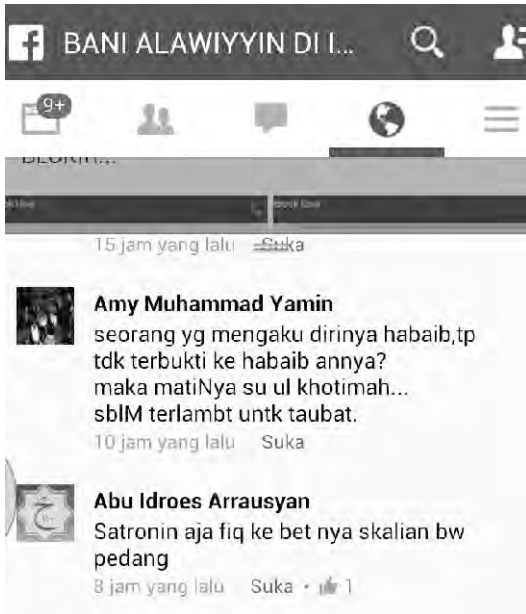 BANI ALAWIYYIN DI I...
9+
15 jam yang lalu Suka
Amy Muhammad Yamin
seorang yg mengaku dirinya habaib,tp
tdk terbukti ke habaib annya?
maka matiNya su ul khotimah...
sblM terlambt untk taubat.
10 jam yang lalu Suka
Abu Idroes Arrausyan
Satronin aja fiq ke bet nya skalian bw
pedang
8 jam yang lalu Suka • 1